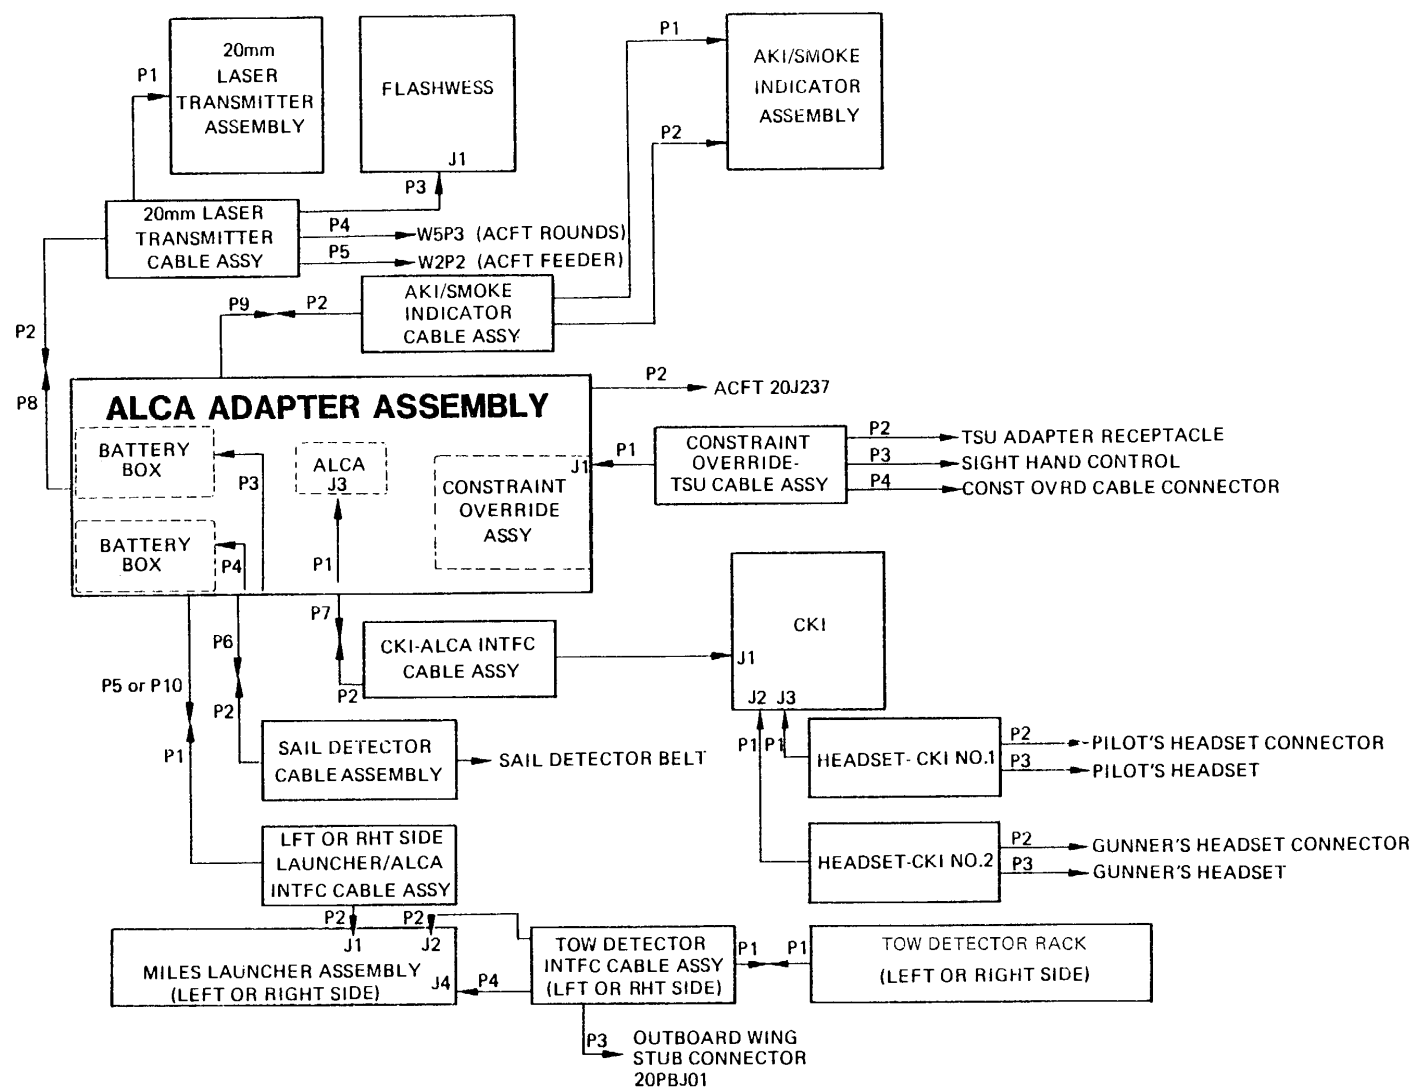 P1
20mm
LASER
TRANSMITTER
ASSEMBLY
FLASHWESS
J1
P3
P1
P2
AKI/SMOKE
INDICATOR
ASSEMBLY
20mm LASER
TRANSMITTER
CABLE ASSY
P4
W5P3 (ACFT ROUNDS)
P5
W2P2 (ACFT FEEDER)
P9
P2
AKI/SMOKE
INDICATOR
CABLE ASSY
P2
P8
ALCA ADAPTER ASSEMBLY
P2
ACFT 20J237
BATTERY
BOX
P3
ALCA
J3
P1
CONSTRAINT
OVERRIDE
ASSY
J1
P1
CONSTRAINT
OVERRIDE-
TSU CABLE ASSY
P2
TSU ADAPTER RECEPTACLE
P3
SIGHT HAND CONTROL
P4
CONST OVRD CABLE CONNECTOR
BATTERY
BOX
P4
P7
P6
P5 or P10
P2
P1
CKI-ALCA INTFC
CABLE ASSY
P2
CKI
J1
J2 J3
P1 P1
SAIL DETECTOR
CABLE ASSEMBLY
SAIL DETECTOR BELT
HEADSET- CKI NO.1
P2
PILOT'S HEADSET CONNECTOR
P3
PILOT'S HEADSET
LFT OR RHT SIDE
LAUNCHER/ALCA
INTFC CABLE ASSY
HEADSET-CKI NO.2
P2
GUNNER'S HEADSET CONNECTOR
P3
GUNNER'S HEADSET
P2 P2
J1 J2
MILES LAUNCHER ASSEMBLY
(LEFT OR RIGHT SIDE)
J4
P4
TOW DETECTOR
INTFC CABLE ASSY
(LFT OR RHT SIDE)
P1 P1
TOW DETECTOR RACK
(LEFT OR RIGHT SIDE)
P3
OUTBOARD WING
STUB CONNECTOR
20PBJ01